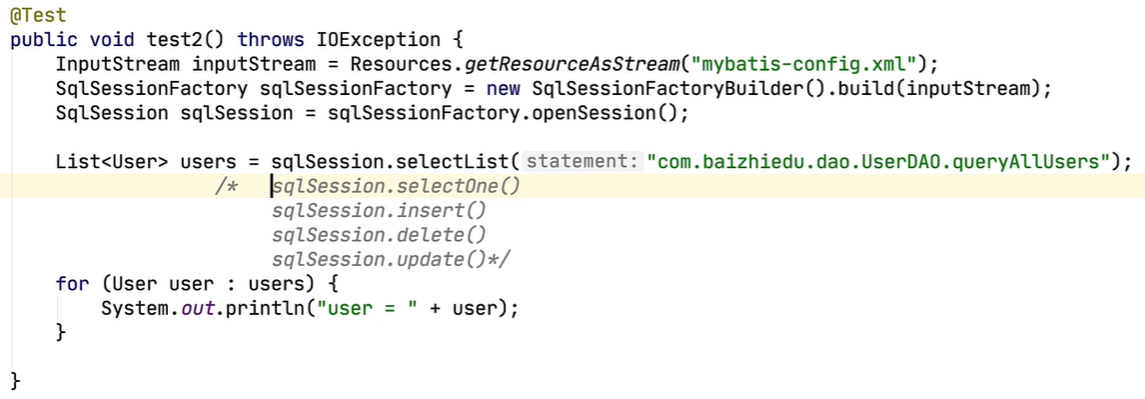 @Test
public void test2() throws IOException {
    InputStream inputStream = Resources.getResourceAsStream("mybatis-config.xml");
    SqlSessionFactory sqlSessionFactory = new SqlSessionFactoryBuilder().build(inputStream);
    SqlSession sqlSession = sqlSessionFactory.openSession();
    List<User> users = sqlSession.selectList( statement: "com.baizhiedu.dao.UserDAO.queryAllUsers");
                  /*   sqlSession.selectOne()
                       sqlSession.insert()
                       sqlSession.delete()
                       sqlSession.update()*/
    for (User user : users) {
        System.out.println("user = " + user);
    }
}